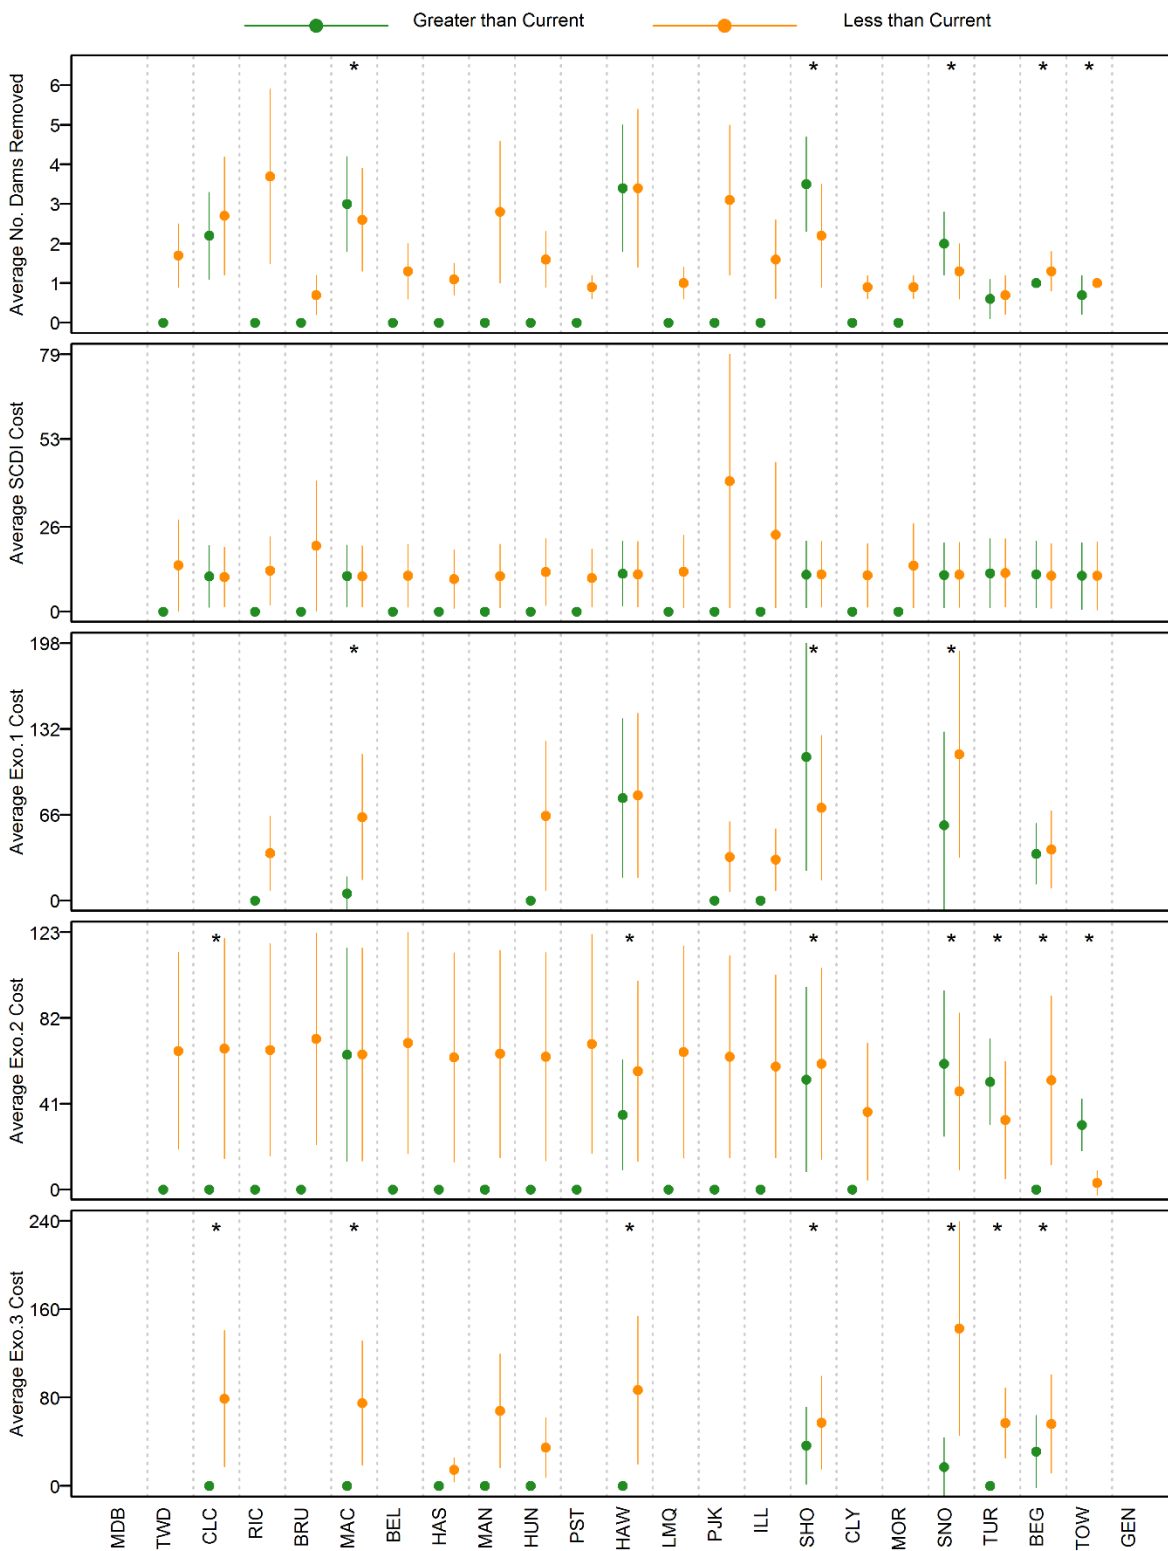 Greater than Current Less than Current
Average No. Dams Removed
6
5
4
3
2
1
0
* * * * *
Average SCDI Cost
79
53
26
0
Average Exo.1 Cost
198
132
66
0
* * *
Average Exo.2 Cost
123
82
41
0
* * * * * * *
Average Exo.3 Cost
240
160
80
0
* * * * * * *
MDB TWD CLC RIC BRU MAC BEL HAS MAN HUN PST HAW LMQ PJK ILL SHO CLY MOR SNO TUR BEG TOW GEN